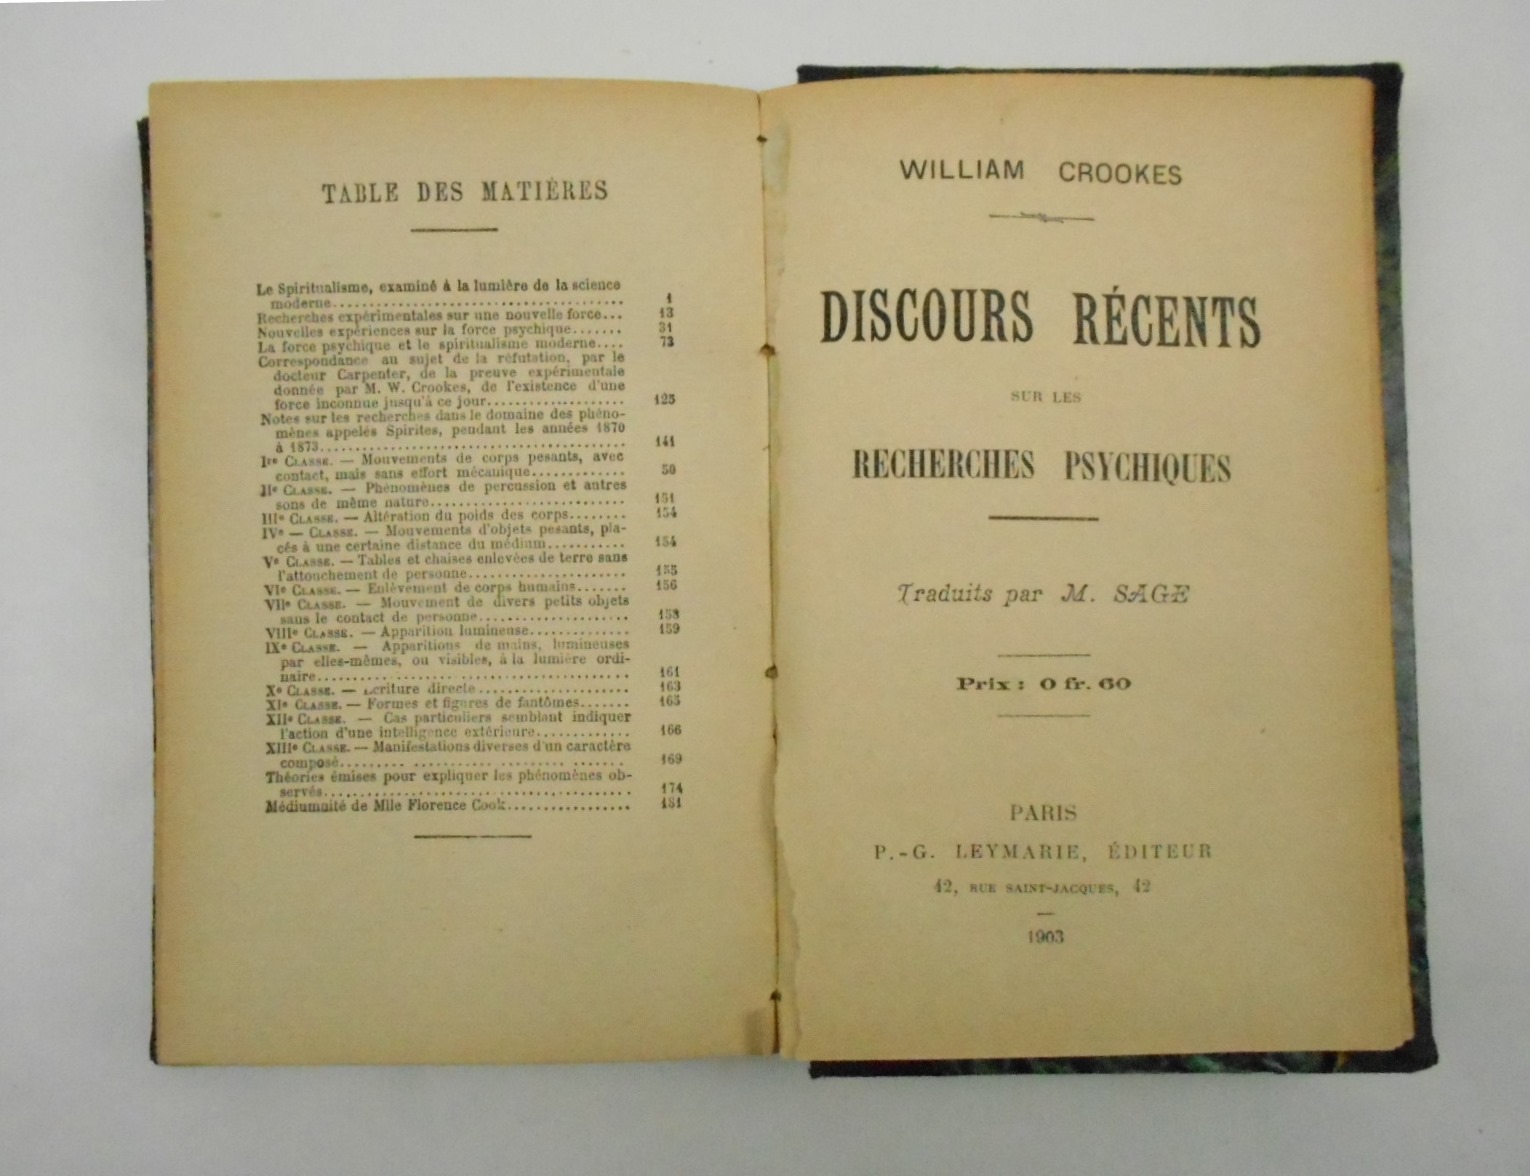 TABLE DES MATIÈRES
Le Spiritualisme, examiné à la lumière de la science
moderne........................................ 1
Recherches expérimentales sur une nouvelle force... 13
Nouvelles expériences sur la force psychique....... 31
La force psychique et le spiritualisme moderne.... 73
Correspondance au sujet de la réfutation, par le
docteur Carpenter, de la preuve expérimentale
donnée par M. W. Crookes, de l'existence d'une
force inconnue jusqu'à ce jour................... 125
Notes sur les recherches dans le domaine des phéno-
mènes appelés Spirites, pendant les années 1870
à 1873.......................................... 141
Ire CLASSE. — Mouvements de corps pesants, avec
contact, mais sans effort mécanique............. 50
IIe CLASSE. — Phénomènes de percussion et autres
sons de même nature........................... 151
IIIe CLASSE. — Altération du poids des corps........ 154
IVe — CLASSE. — Mouvements d'objets pesants, pla-
cés à une certaine distance du médium........... 154
Ve CLASSE. — Tables et chaises enlevées de terre sans
l'attouchement de personne...................... 155
VIe CLASSE. — Enlèvement de corps humains....... 156
VIIe CLASSE. — Mouvement de divers petits objets
sans le contact de personne..................... 158
VIIIe CLASSE. — Apparition lumineuse.............. 159
IXe CLASSE. — Apparitions de mains, lumineuses
par elles-mêmes, ou visibles, à la lumière ordi-
naire........................................... 161
Xe CLASSE. — Ecriture directe..................... 163
XIe CLASSE. — Formes et figures de fantômes....... 165
XIIe CLASSE. — Cas particuliers semblant indiquer
l'action d'une intelligence extérieure............. 166
XIIIe CLASSE. — Manifestations diverses d'un caractère
composé........................................ 169
Théories émises pour expliquer les phénomènes ob-
servés.......................................... 174
Médiumnité de Mlle Florence Cook................. 181
WILLIAM CROOKES
DISCOURS RÉCENTS
SUR LES
RECHERCHES PSYCHIQUES
Traduits par M. SAGE
Prix : 0 fr. 60
PARIS
P.-G. LEYMARIE, ÉDITEUR
42, RUE SAINT-JACQUES, 42
1903